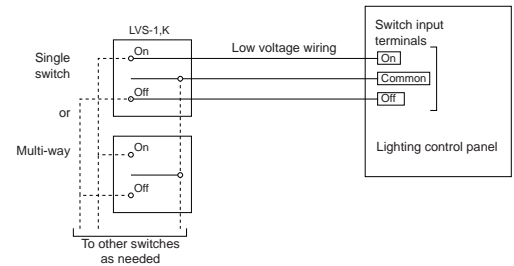 LVS-1,K
Single
switch
or
Multi-way
On
Off
On
Off
Low voltage wiring
Switch input
terminals
On
Common
Off
Lighting control panel
To other switches
as needed